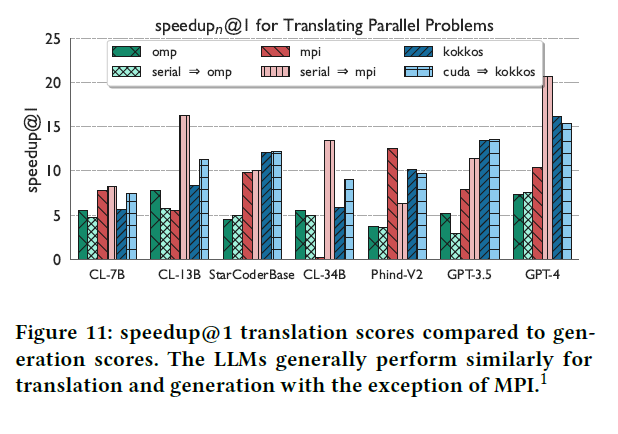 speedupₙ@1 for Translating Parallel Problems
25
20
15
10
5
0
speedup@1
omp
mpi
kokkos
serial ⇒ omp
serial ⇒ mpi
cuda ⇒ kokkos
CL-7B
CL-13B
StarCoderBase
CL-34B
Phind-V2
GPT-3.5
GPT-4
Figure 11: speedup@1 translation scores compared to gen-
eration scores. The LLMs generally perform similarly for
translation and generation with the exception of MPI.¹